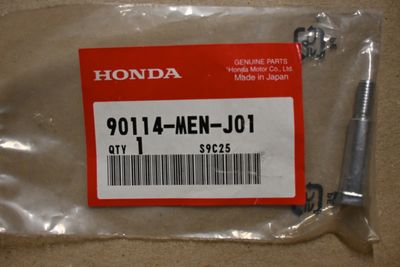 GENUINE PARTS
Honda Motor Co., Ltd.
Made in Japan
HONDA
90114-MEN-J01
QTY 1 S9C25